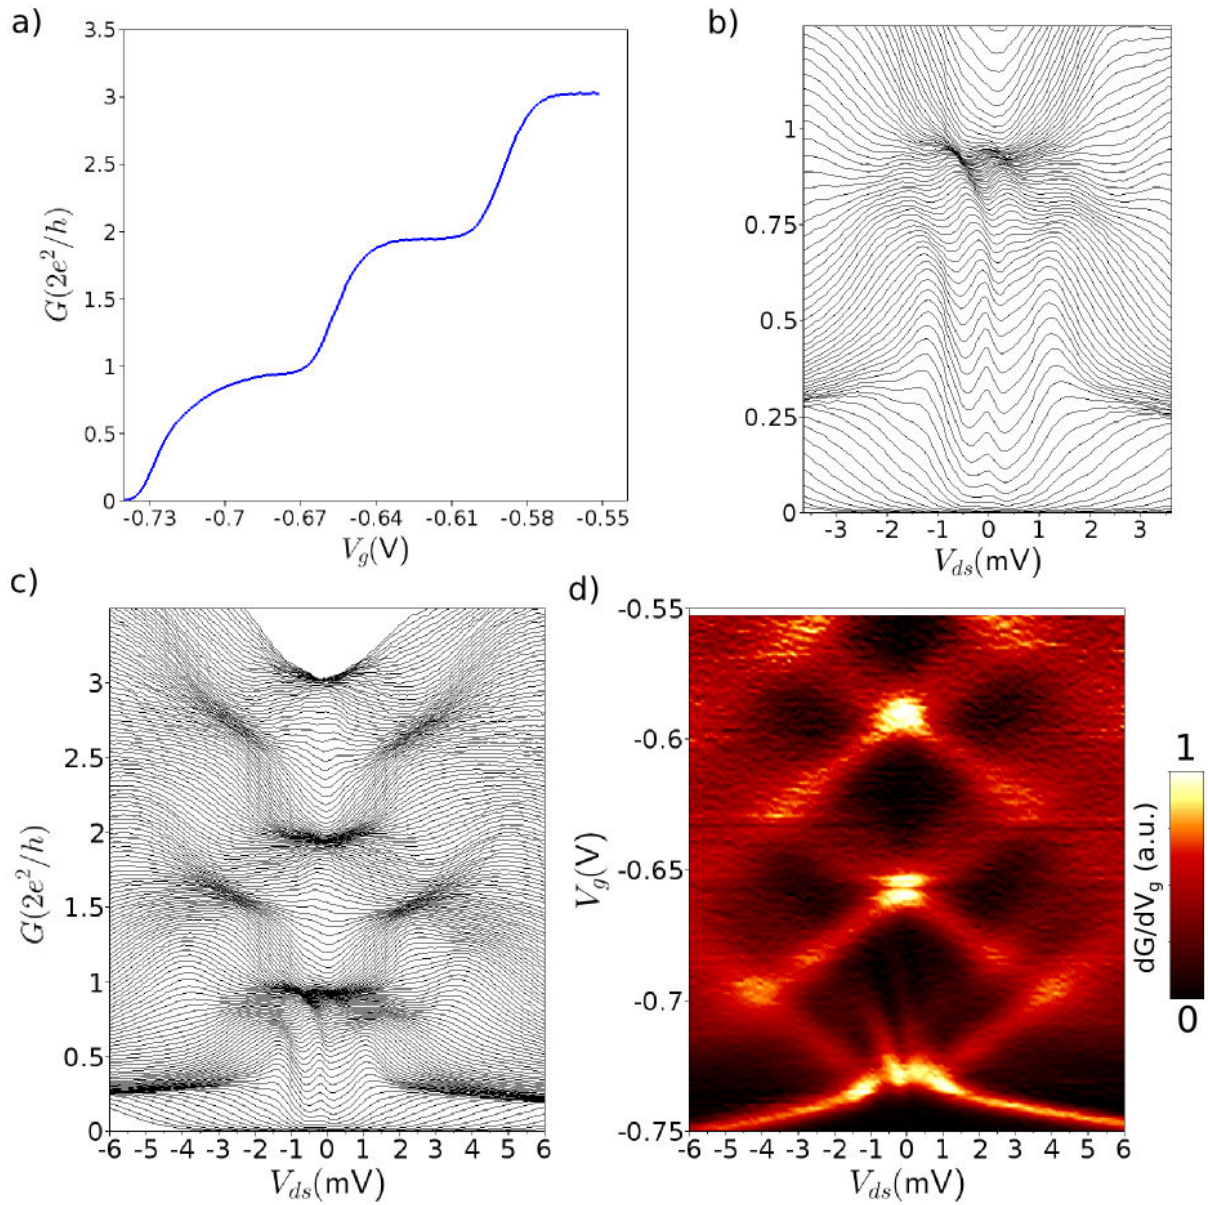 a)
3.5
3
2.5
2
1.5
1
0.5
0
G(2e²/h)
-0.73 -0.7 -0.67 -0.64 -0.61 -0.58 -0.55
V_g(V)
b)
1
0.75
0.5
0.25
0
-3 -2 -1 0 1 2 3
V_ds(mV)
c)
3
2.5
2
1.5
1
0.5
0
G(2e²/h)
-6 -5 -4 -3 -2 -1 0 1 2 3 4 5 6
V_ds(mV)
d)
-0.55
-0.6
-0.65
-0.7
-0.75
V_g(V)
-6 -5 -4 -3 -2 -1 0 1 2 3 4 5 6
V_ds(mV)
1
dG/dV_g (a.u.)
0